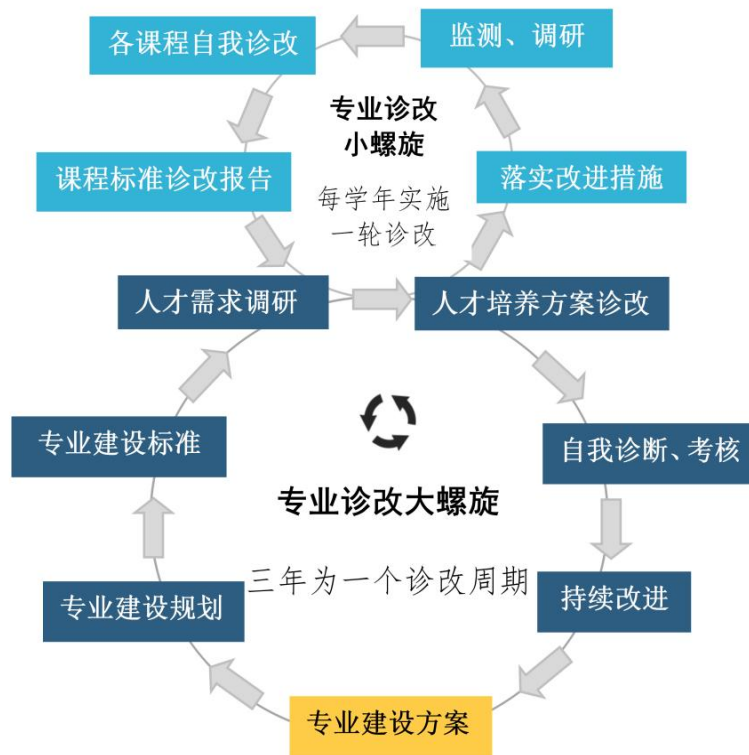 各课程自我诊改
监测、调研
专业诊改
小螺旋
课程标准诊改报告
落实改进措施
每学年实施
一轮诊改
人才需求调研
人才培养方案诊改
专业建设标准
自我诊断、考核
专业诊改大螺旋
三年为一个诊改周期
专业建设规划
持续改进
专业建设方案